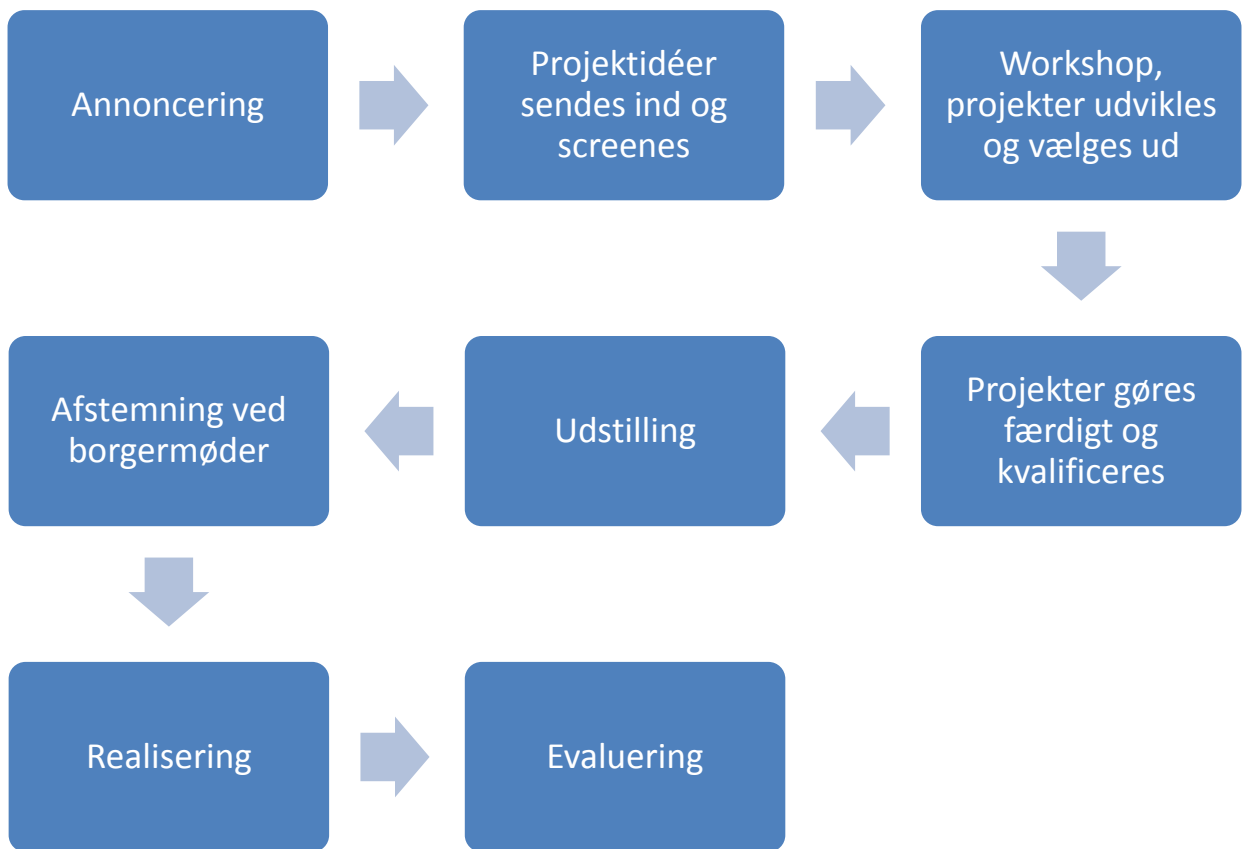 Annoncering
Projektidéer
sendes ind og
screenes
Workshop,
projekter udvikles
og vælges ud
Projekter gøres
færdigt og
kvalificeres
Udstilling
Afstemning ved
borgermøder
Realisering
Evaluering